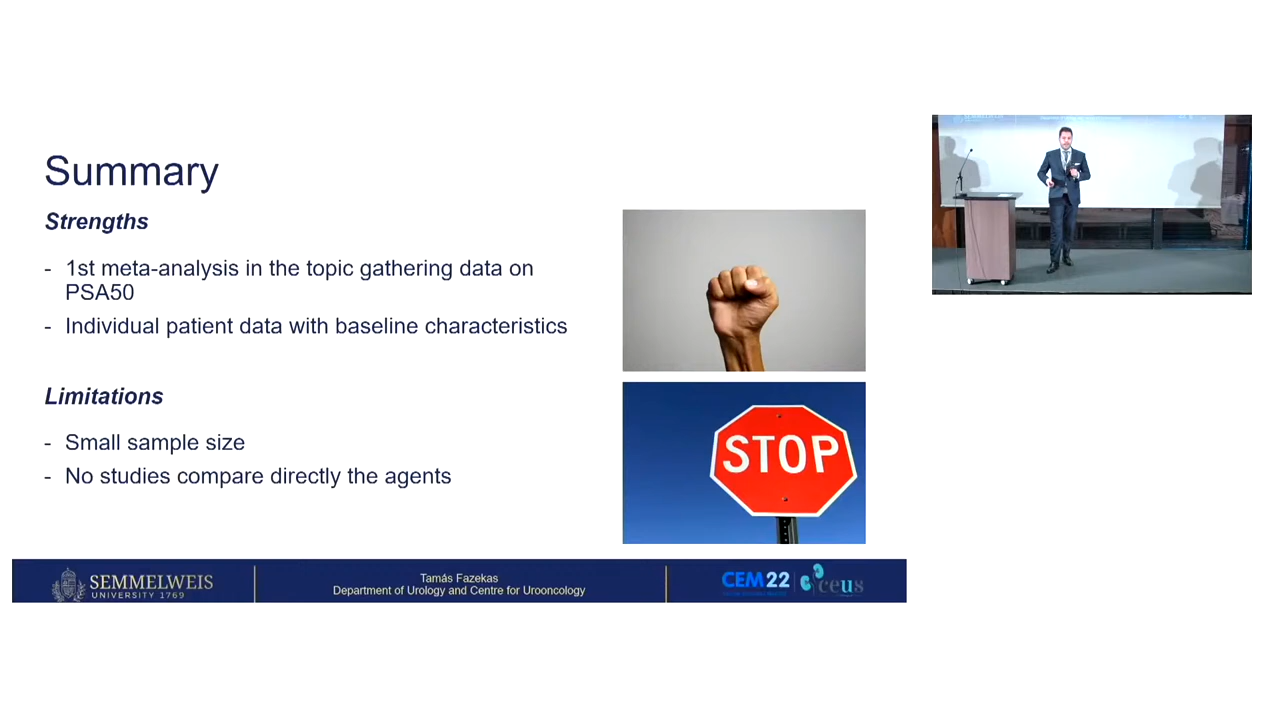 Summary
Strengths
- 1st meta-analysis in the topic gathering data on
PSA50
- Individual patient data with baseline characteristics
Limitations
- Small sample size
- No studies compare directly the agents
STOP
SEMMELWEIS
UNIVERSITY 1769
Tamás Fazekas
Department of Urology and Centre for Urooncology
CEM22
ceus